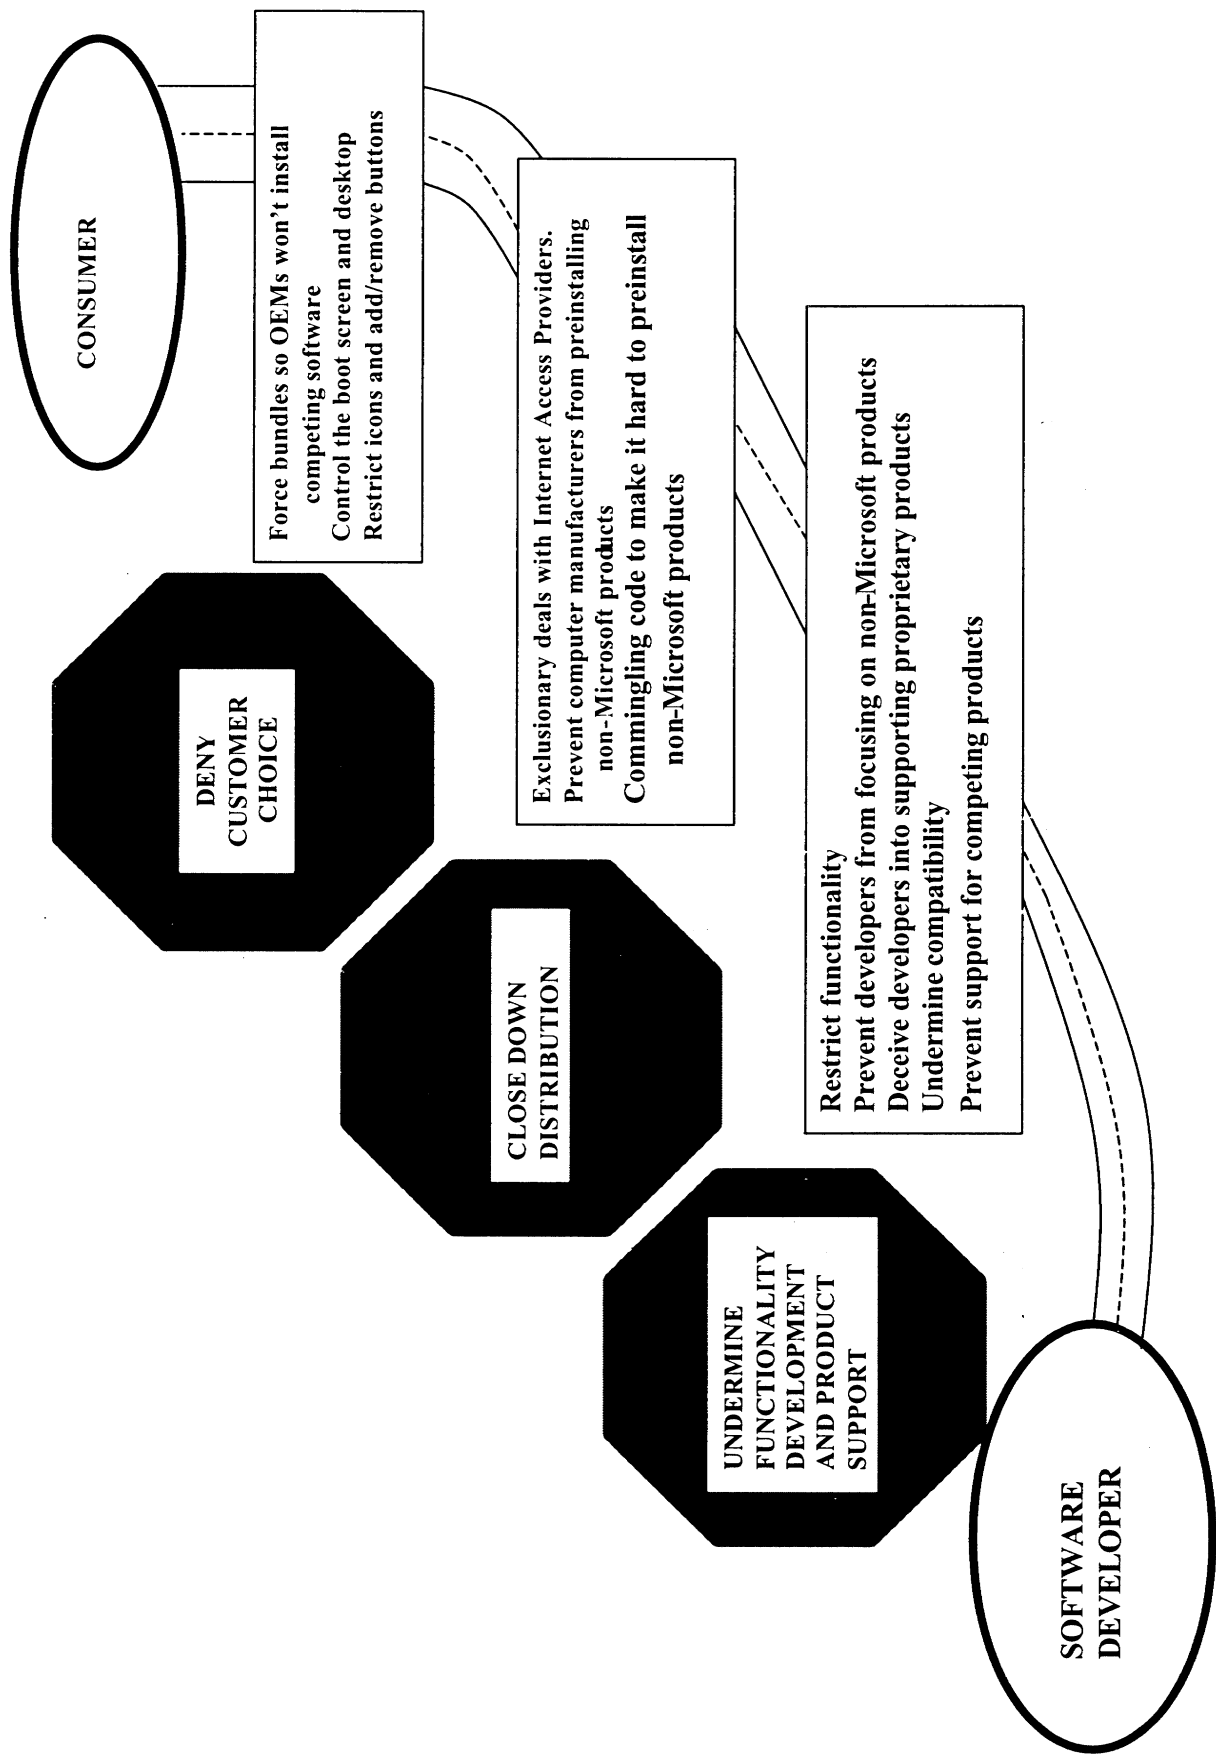 CONSUMER
Force bundles so OEMs won't install
competing software
Control the boot screen and desktop
Restrict icons and add/remove buttons
DENY
CUSTOMER
CHOICE
Exclusionary deals with Internet Access Providers.
Prevent computer manufacturers from preinstalling
non-Microsoft products
Commingling code to make it hard to preinstall
non-Microsoft products
CLOSE DOWN
DISTRIBUTION
Restrict functionality
Prevent developers from focusing on non-Microsoft products
Deceive developers into supporting proprietary products
Undermine compatibility
Prevent support for competing products
UNDERMINE
FUNCTIONALITY
DEVELOPMENT
AND PRODUCT
SUPPORT
SOFTWARE
DEVELOPER